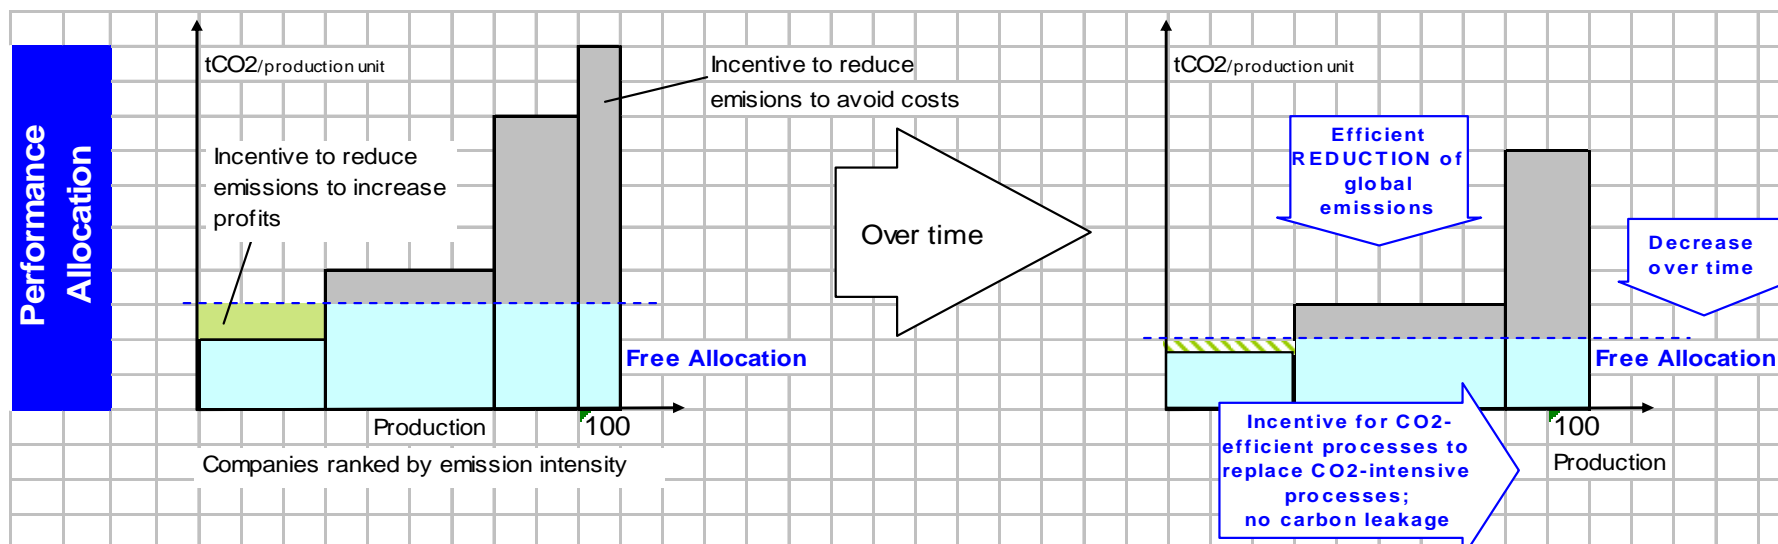 Performance
Allocation
tCO2/production unit
Incentive to reduce
emisions to avoid costs
Incentive to reduce
emissions to increase
profits
Free Allocation
Production
100
Companies ranked by emission intensity
Over time
tCO2/production unit
Efficient
REDUCTION of
global
emissions
Decrease
over time
Free Allocation
100
Production
Incentive for CO2-
efficient processes to
replace CO2-intensive
processes;
no carbon leakage